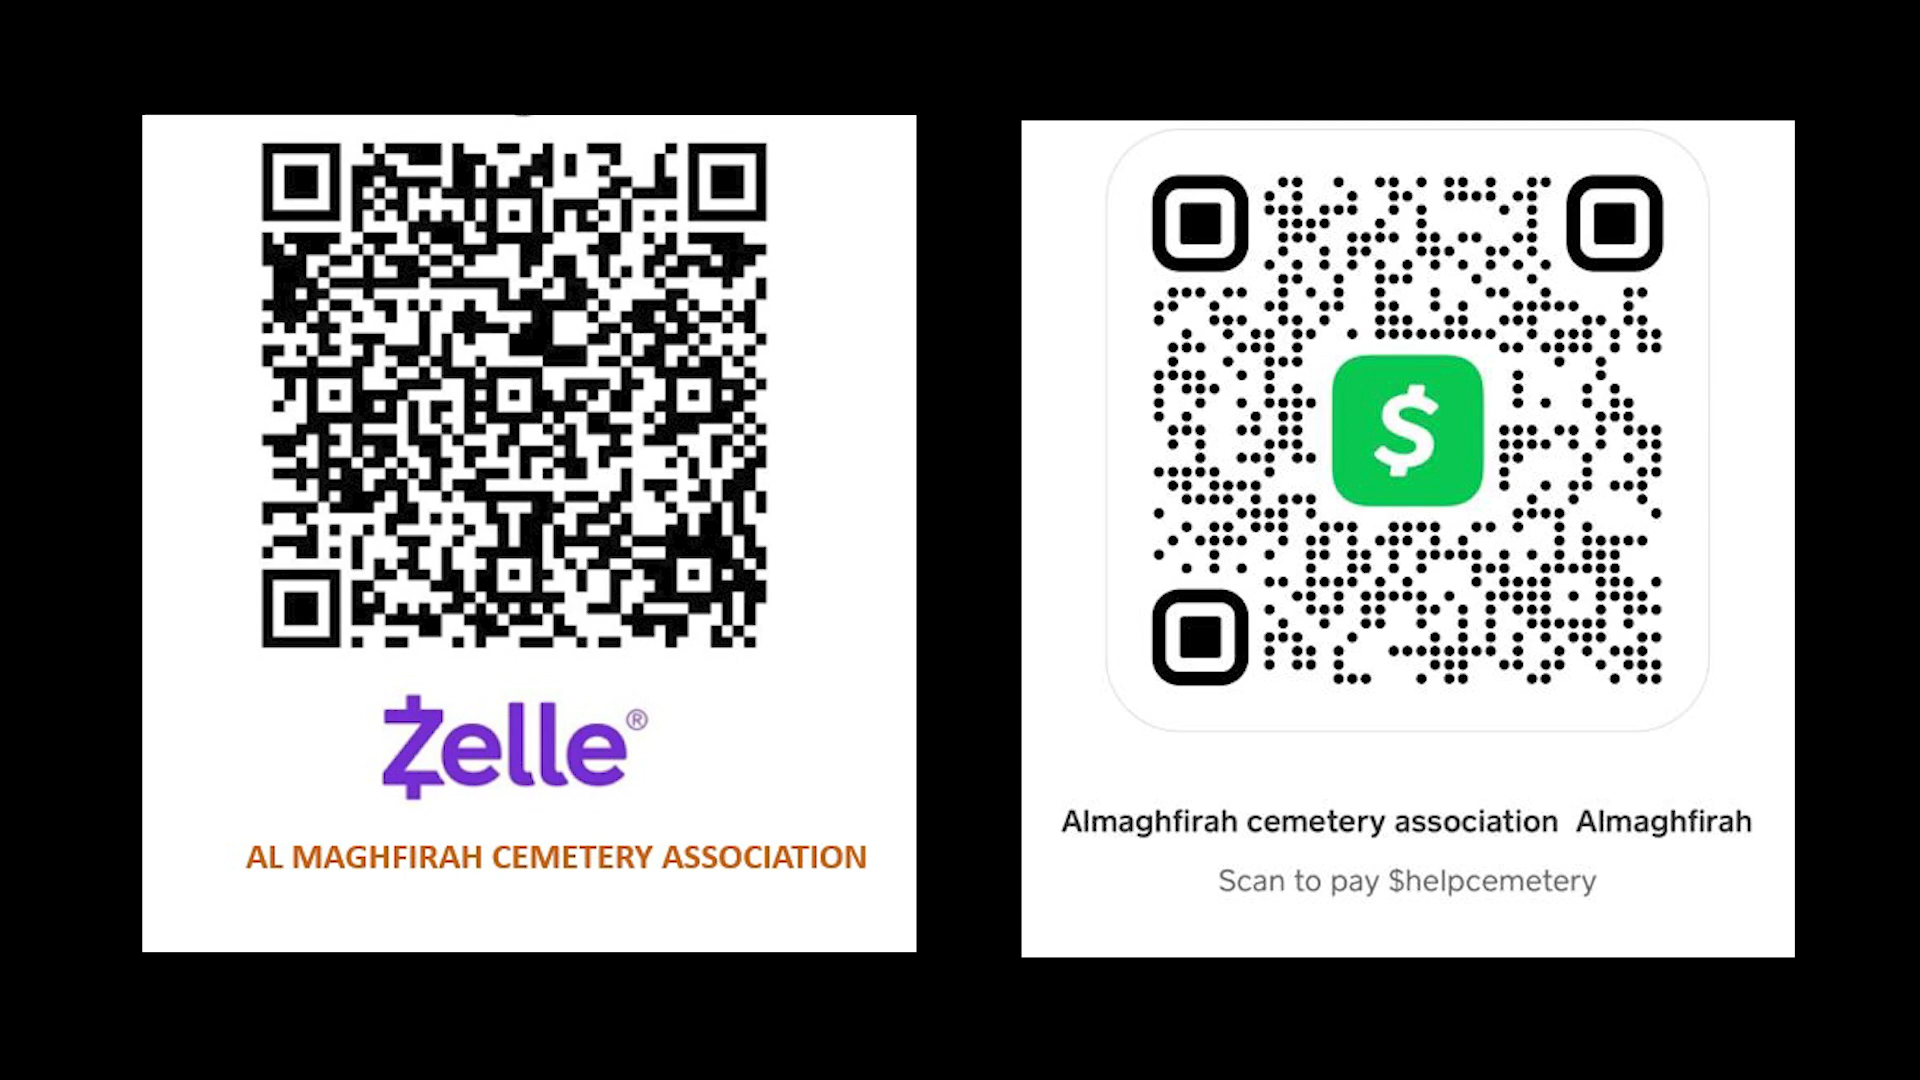 Zelle®
AL MAGHFIRAH CEMETERY ASSOCIATION
$
Almaghfirah cemetery association Almaghfirah
Scan to pay $helpcemetery